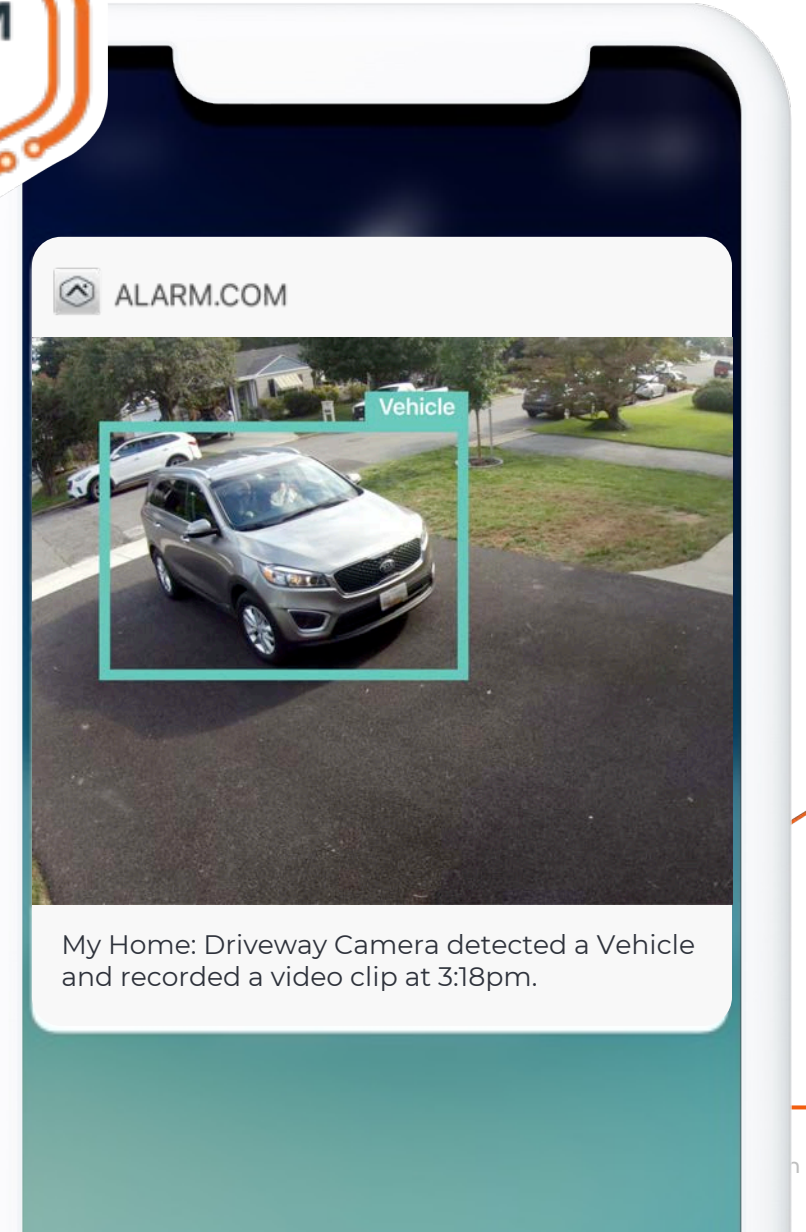 ALARM.COM
Vehicle
My Home: Driveway Camera detected a Vehicle
and recorded a video clip at 3:18pm.